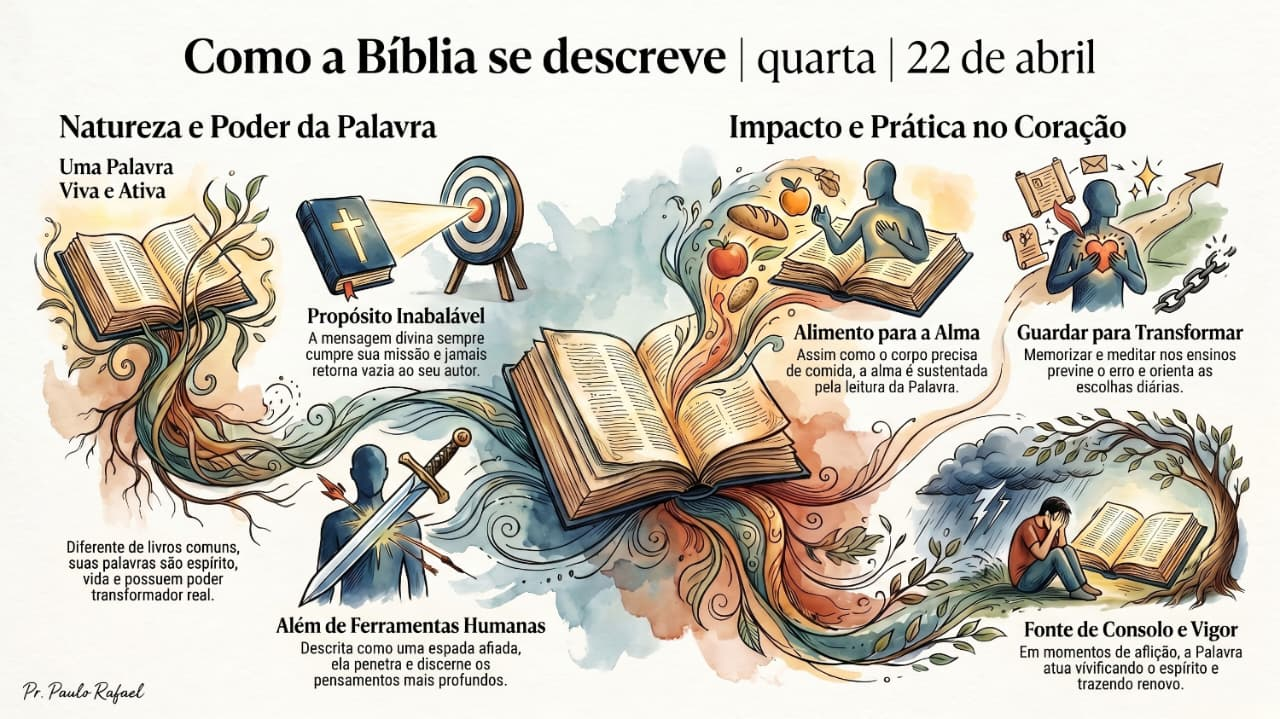 Como a Bíblia se descreve | quarta | 22 de abril
Natureza e Poder da Palavra
Uma Palavra
Viva e Ativa
Propósito Inabalável
A mensagem divina sempre
cumpre sua missão e jamais
retorna vazia ao seu autor.
Diferente de livros comuns,
suas palavras são espírito,
vida e possuem poder
transformador real.
Além de Ferramentas Humanas
Descrita como uma espada afiada,
ela penetra e discerne os
pensamentos mais profundos.
Impacto e Prática no Coração
Alimento para a Alma
Assim como o corpo precisa
de comida, a alma é sustentada
pela leitura da Palavra.
Guardar para Transformar
Memorizar e meditar nos ensinos
previne o erro e orienta as
escolhas diárias.
Fonte de Consolo e Vigor
Em momentos de aflição, a Palavra
atua vívificando o espírito e
trazendo renovo.
Pr. Paulo Rafael